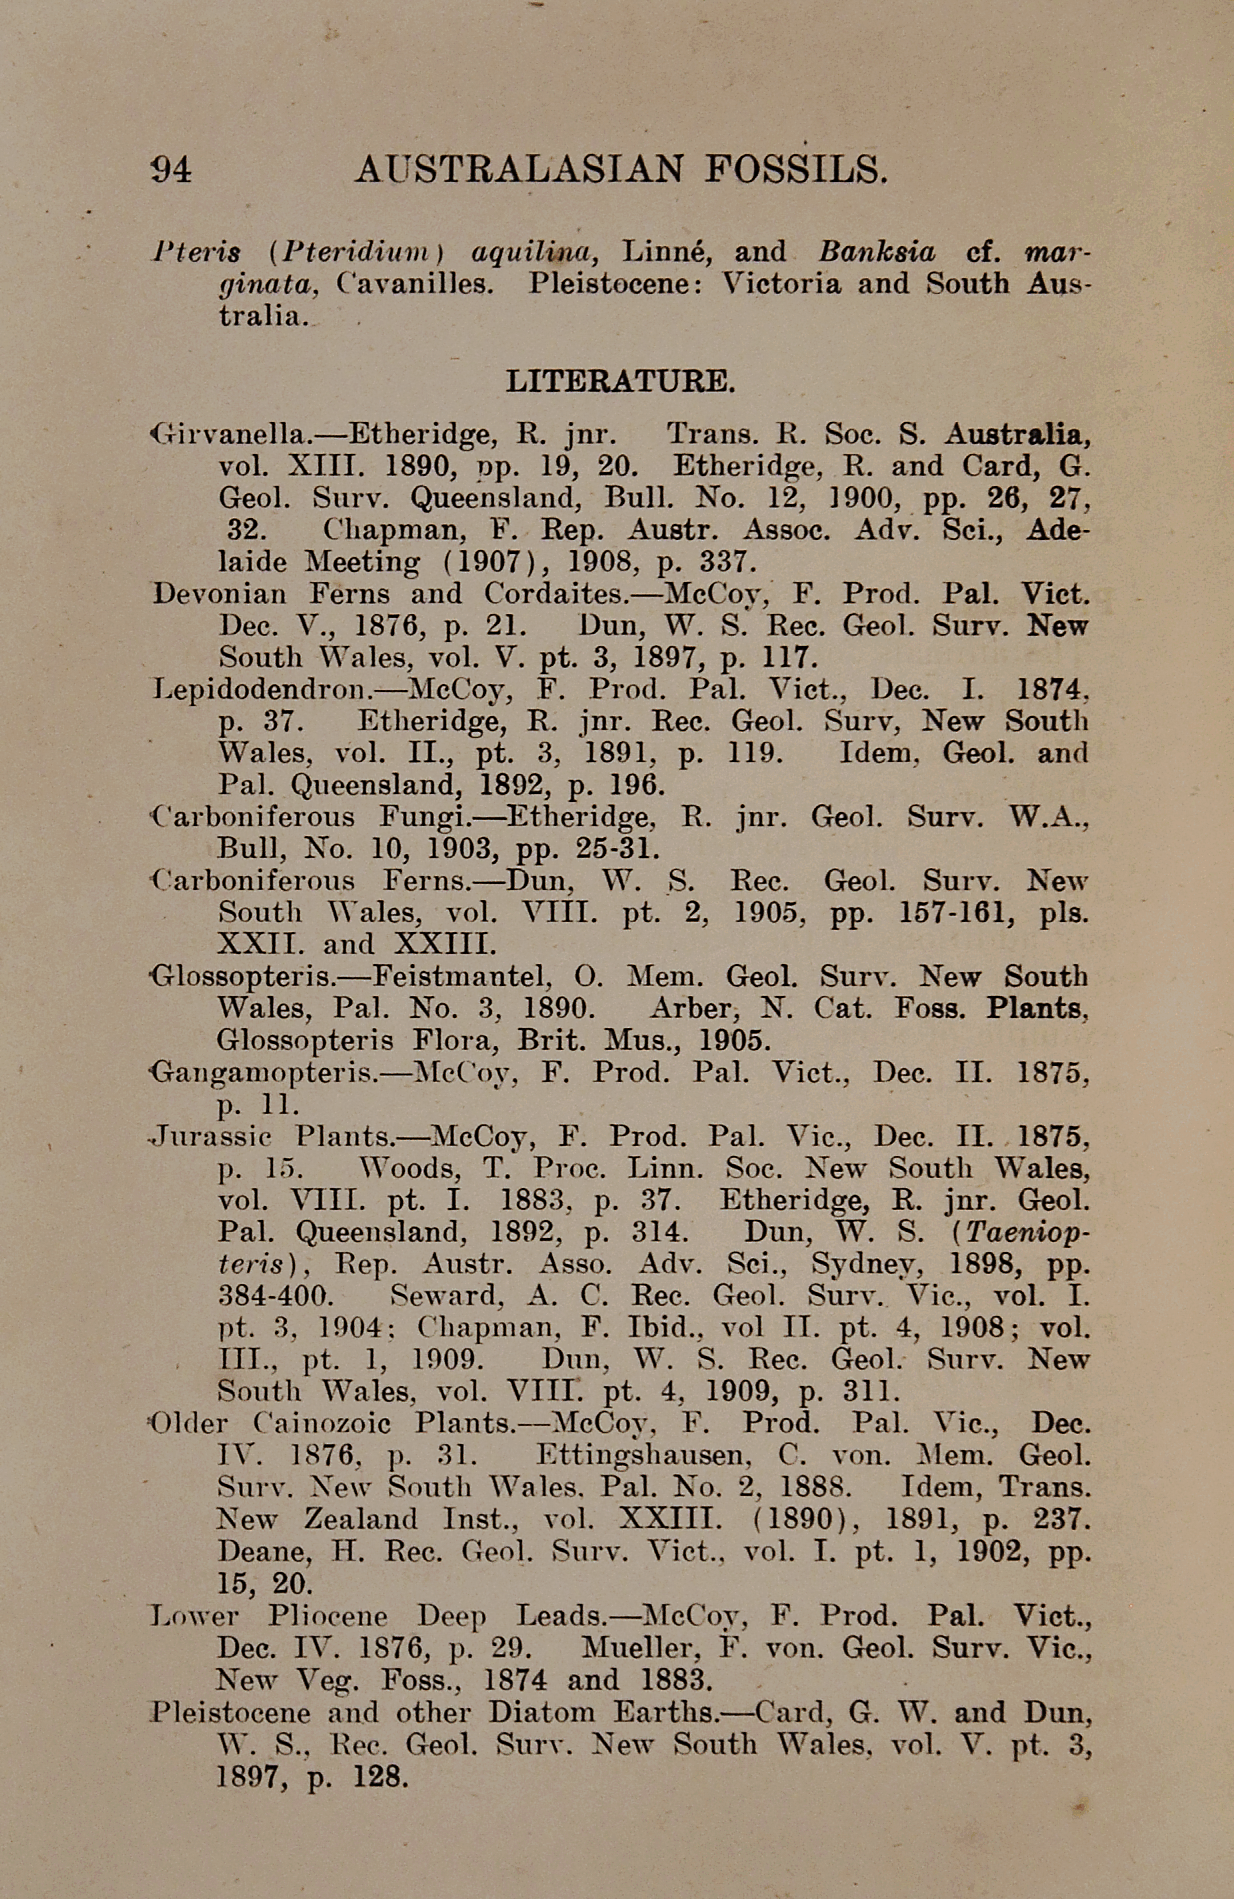 94 AUSTRALASIAN FOSSILS.
Pteris (Pteridium) aquilina, Linné, and Banksia cf. mar-
ginata, Cavanilles. Pleistocene: Victoria and South Aus-
tralia.
LITERATURE.
Girvanella.—Etheridge, R. jnr. Trans. R. Soc. S. Australia,
vol. XIII. 1890, pp. 19, 20. Etheridge, R. and Card, G.
Geol. Surv. Queensland, Bull. No. 12, 1900, pp. 26, 27,
32. Chapman, F. Rep. Austr. Assoc. Adv. Sci., Ade-
laide Meeting (1907), 1908, p. 337.
Devonian Ferns and Cordaites.—McCoy, F. Prod. Pal. Vict.
Dec. V., 1876, p. 21. Dun, W. S. Rec. Geol. Surv. New
South Wales, vol. V. pt. 3, 1897, p. 117.
Lepidodendron.—McCoy, F. Prod. Pal. Vict., Dec. I. 1874,
p. 37. Etheridge, R. jnr. Rec. Geol. Surv, New South
Wales, vol. II., pt. 3, 1891, p. 119. Idem, Geol. and
Pal. Queensland, 1892, p. 196.
Carboniferous Fungi.—Etheridge, R. jnr. Geol. Surv. W.A.,
Bull, No. 10, 1903, pp. 25-31.
Carboniferous Ferns.—Dun, W. S. Rec. Geol. Surv. New
South Wales, vol. VIII. pt. 2, 1905, pp. 157-161, pls.
XXII. and XXIII.
Glossopteris.—Feistmantel, O. Mem. Geol. Surv. New South
Wales, Pal. No. 3, 1890. Arber, N. Cat. Foss. Plants,
Glossopteris Flora, Brit. Mus., 1905.
Gangamopteris.—McCoy, F. Prod. Pal. Vict., Dec. II. 1875,
p. 11.
Jurassic Plants.—McCoy, F. Prod. Pal. Vic., Dec. II. 1875,
p. 15. Woods, T. Proc. Linn. Soc. New South Wales,
vol. VIII. pt. I. 1883, p. 37. Etheridge, R. jnr. Geol.
Pal. Queensland, 1892, p. 314. Dun, W. S. (Taeniop-
teris), Rep. Austr. Asso. Adv. Sci., Sydney, 1898, pp.
384-400. Seward, A. C. Rec. Geol. Surv. Vic., vol. I.
pt. 3, 1904; Chapman, F. Ibid., vol II. pt. 4, 1908; vol.
III., pt. 1, 1909. Dun, W. S. Rec. Geol. Surv. New
South Wales, vol. VIII. pt. 4, 1909, p. 311.
Older Cainozoic Plants.—McCoy, F. Prod. Pal. Vic., Dec.
IV. 1876, p. 31. Ettingshausen, C. von. Mem. Geol.
Surv. New South Wales, Pal. No. 2, 1888. Idem, Trans.
New Zealand Inst., vol. XXIII. (1890), 1891, p. 237.
Deane, H. Rec. Geol. Surv. Vict., vol. I. pt. 1, 1902, pp.
15, 20.
Lower Pliocene Deep Leads.—McCoy, F. Prod. Pal. Vict.,
Dec. IV. 1876, p. 29. Mueller, F. von. Geol. Surv. Vic.,
New Veg. Foss., 1874 and 1883.
Pleistocene and other Diatom Earths.—Card, G. W. and Dun,
W. S., Rec. Geol. Surv. New South Wales, vol. V. pt. 3,
1897, p. 128.